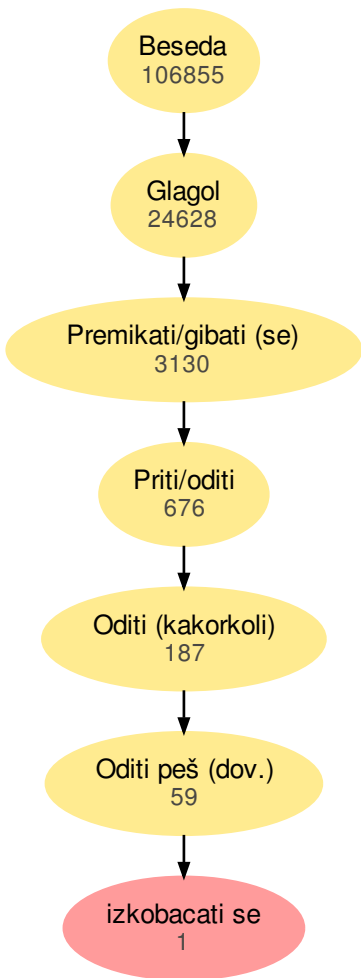 Beseda
106855
Glagol
24628
Premikati/gibati (se)
3130
Priti/oditi
676
Oditi (kakorkoli)
187
Oditi peš (dov.)
59
izkobacati se
1